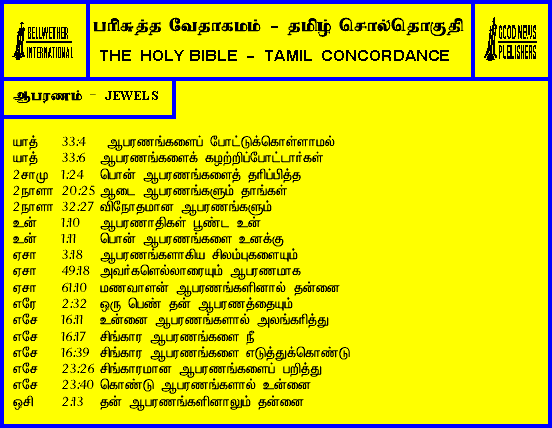 BELLWETHER
INTERNATIONAL
பரிசுத்த வேதாகமம் - தமிழ் சொல்தொகுதி
THE HOLY BIBLE - TAMIL CONCORDANCE
GOOD NEWS
PUBLISHERS
ஆபரணம் - JEWELS
யாத் 33:4 ஆபரணங்களைப் போட்டுக்கொள்ளாமல்
யாத் 33:6 ஆபரணங்களைக் கழற்றிப்போட்டார்கள்
2சாமு 1:24 பொன் ஆபரணங்களைத் தரிப்பித்த
2நாளா 20:25 ஆடை ஆபரணங்களும் தாங்கள்
2நாளா 32:27 விநோதமான ஆபரணங்களும்
உன் 1:10 ஆபரணாதிகள் பூண்ட உன்
உன் 1:11 பொன் ஆபரணங்களை உனக்கு
ஏசா 3:18 ஆபரணங்களாகிய சிலம்புகளையும்
ஏசா 49:18 அவர்களெல்லாரையும் ஆபரணமாக
ஏசா 61:10 மணவாளன் ஆபரணங்களினால் தன்னை
எரே 2:32 ஒரு பெண் தன் ஆபரணத்தையும்
எசே 16:11 உன்னை ஆபரணங்களால் அலங்கரித்து
எசே 16:17 சிங்கார ஆபரணங்களை நீ
எசே 16:39 சிங்கார ஆபரணங்களை எடுத்துக்கொண்டு
எசே 23:26 சிங்காரமான ஆபரணங்களைப் பறித்து
எசே 23:40 கொண்டு ஆபரணங்களால் உன்னை
ஒசி 2:13 தன் ஆபரணங்களினாலும் தன்னை